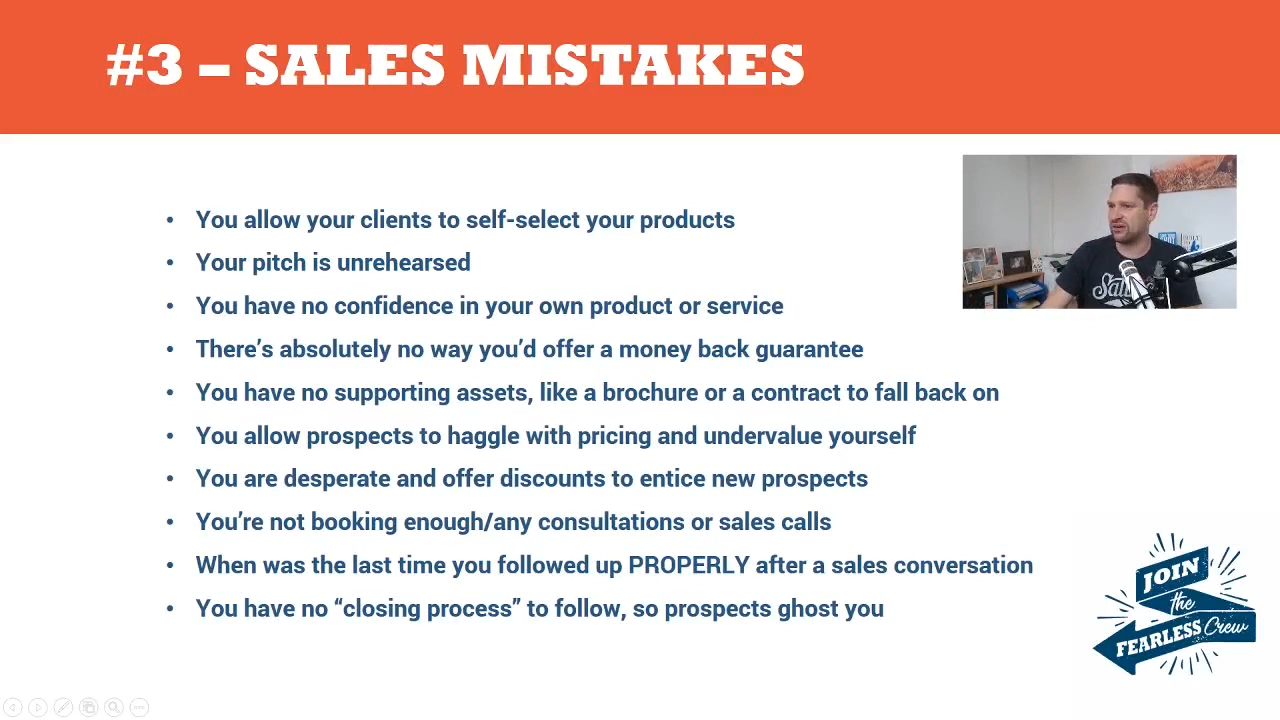 #3 – SALES MISTAKES
• You allow your clients to self-select your products
• Your pitch is unrehearsed
• You have no confidence in your own product or service
• There’s absolutely no way you’d offer a money back guarantee
• You have no supporting assets, like a brochure or a contract to fall back on
• You allow prospects to haggle with pricing and undervalue yourself
• You are desperate and offer discounts to entice new prospects
• You’re not booking enough/any consultations or sales calls
• When was the last time you followed up PROPERLY after a sales conversation
• You have no “closing process” to follow, so prospects ghost you
JOIN
the
FEARLESS Crew